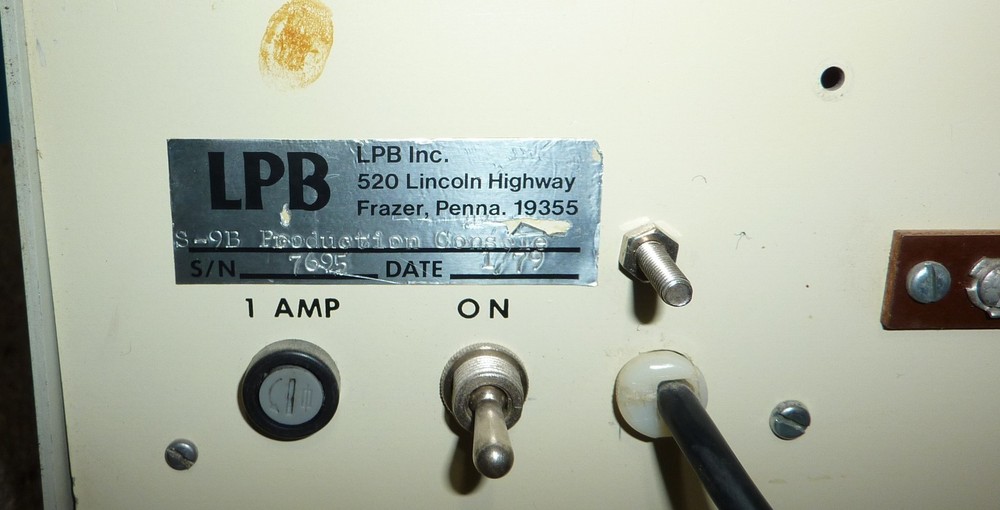 LPB
LPB Inc.
520 Lincoln Highway
Frazer, Penna. 19355
S-9B Production Console
S/N 7695 DATE 1/79
1 AMP
ON